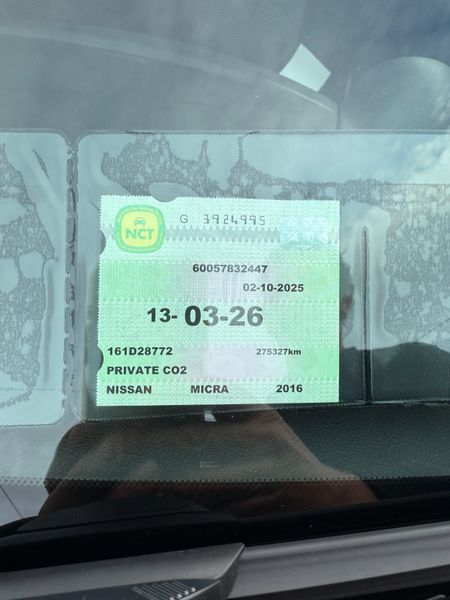 G 3924995
NCT
60057832447
02-10-2025
13-03-26
161D28772 275327km
PRIVATE CO2
NISSAN MICRA 2016